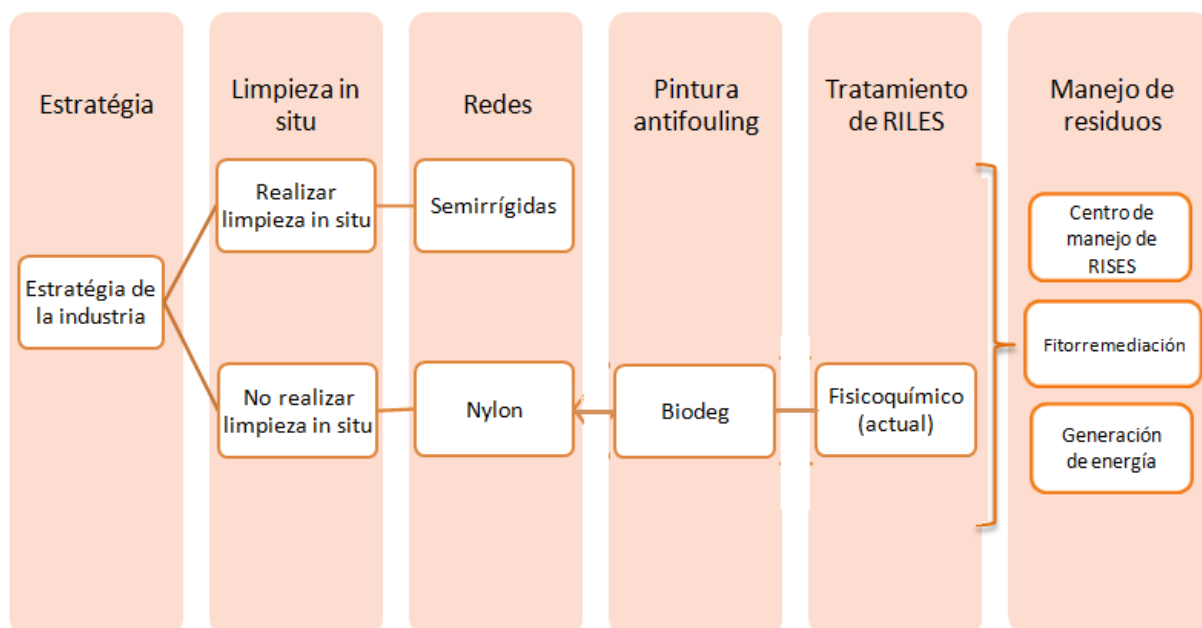 Estratégia
Limpieza in
situ
Redes
Pintura
antifouling
Tratamiento
de RILES
Manejo de
residuos
Estratégia de
la industria
Realizar
limpieza in situ
No realizar
limpieza in situ
Semirrígidas
Nylon
Biodeg
Fisicoquímico
(actual)
Centro de
manejo de
RISES
Fitorremediación
Generación
de energía